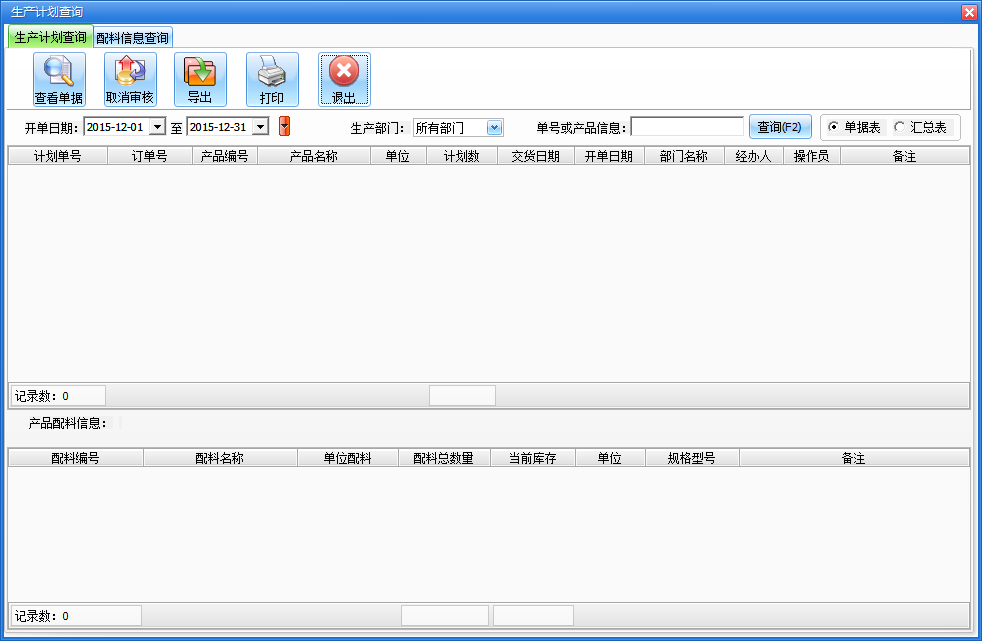 生产计划查询
生产计划查询 配料信息查询
查看单据 取消审核 导出 打印 退出
开单日期: 2015-12-01 至 2015-12-31 生产部门: 所有部门 单号或产品信息: 查询(F2) 单据表 汇总表
计划单号 订单号 产品编号 产品名称 单位 计划数 交货日期 开单日期 部门名称 经办人 操作员 备注
记录数: 0
产品配料信息:
配料编号 配料名称 单位配料 配料总数量 当前库存 单位 规格型号 备注
记录数: 0